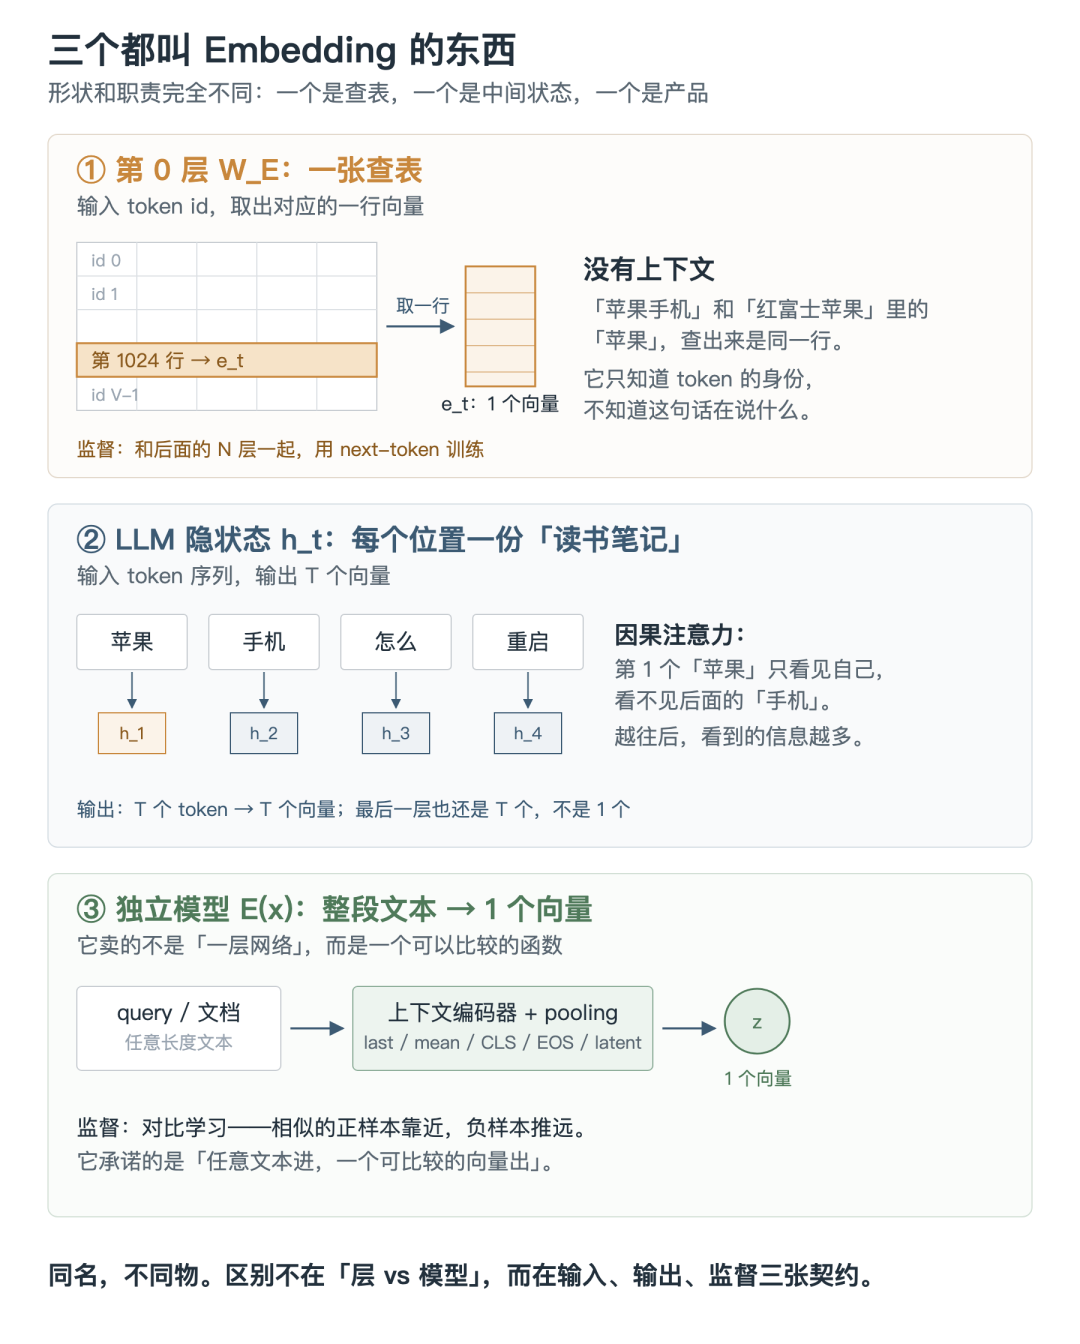 三个都叫 Embedding 的东西
形状和职责完全不同：一个是查表，一个是中间状态，一个是产品
① 第 0 层 W_E：一张查表
输入 token id，取出对应的一行向量
id 0
id 1
第 1024 行 → e_t
id V–1
取一行
e_t：1 个向量
没有上下文
「苹果手机」和「红富士苹果」里的
「苹果」，查出来是同一行。
它只知道 token 的身份，
不知道这句话在说什么。
监督：和后面的 N 层一起，用 next–token 训练
② LLM 隐状态 h_t：每个位置一份「读书笔记」
输入 token 序列，输出 T 个向量
苹果
手机
怎么
重启
h_1
h_2
h_3
h_4
因果注意力：
第 1 个「苹果」只看见自己，
看不见后面的「手机」。
越往后，看到的信息越多。
输出：T 个 token → T 个向量；最后一层也还是 T 个，不是 1 个
③ 独立模型 E(x)：整段文本 → 1 个向量
它卖的不是「一层网络」，而是一个可以比较的函数
query / 文档
任意长度文本
上下文编码器 + pooling
last / mean / CLS / EOS / latent
z
1 个向量
监督：对比学习——相似的正样本靠近，负样本推远。
它承诺的是「任意文本进，一个可比较的向量出」。
同名，不同物。区别不在「层 vs 模型」，而在输入、输出、监督三张契约。